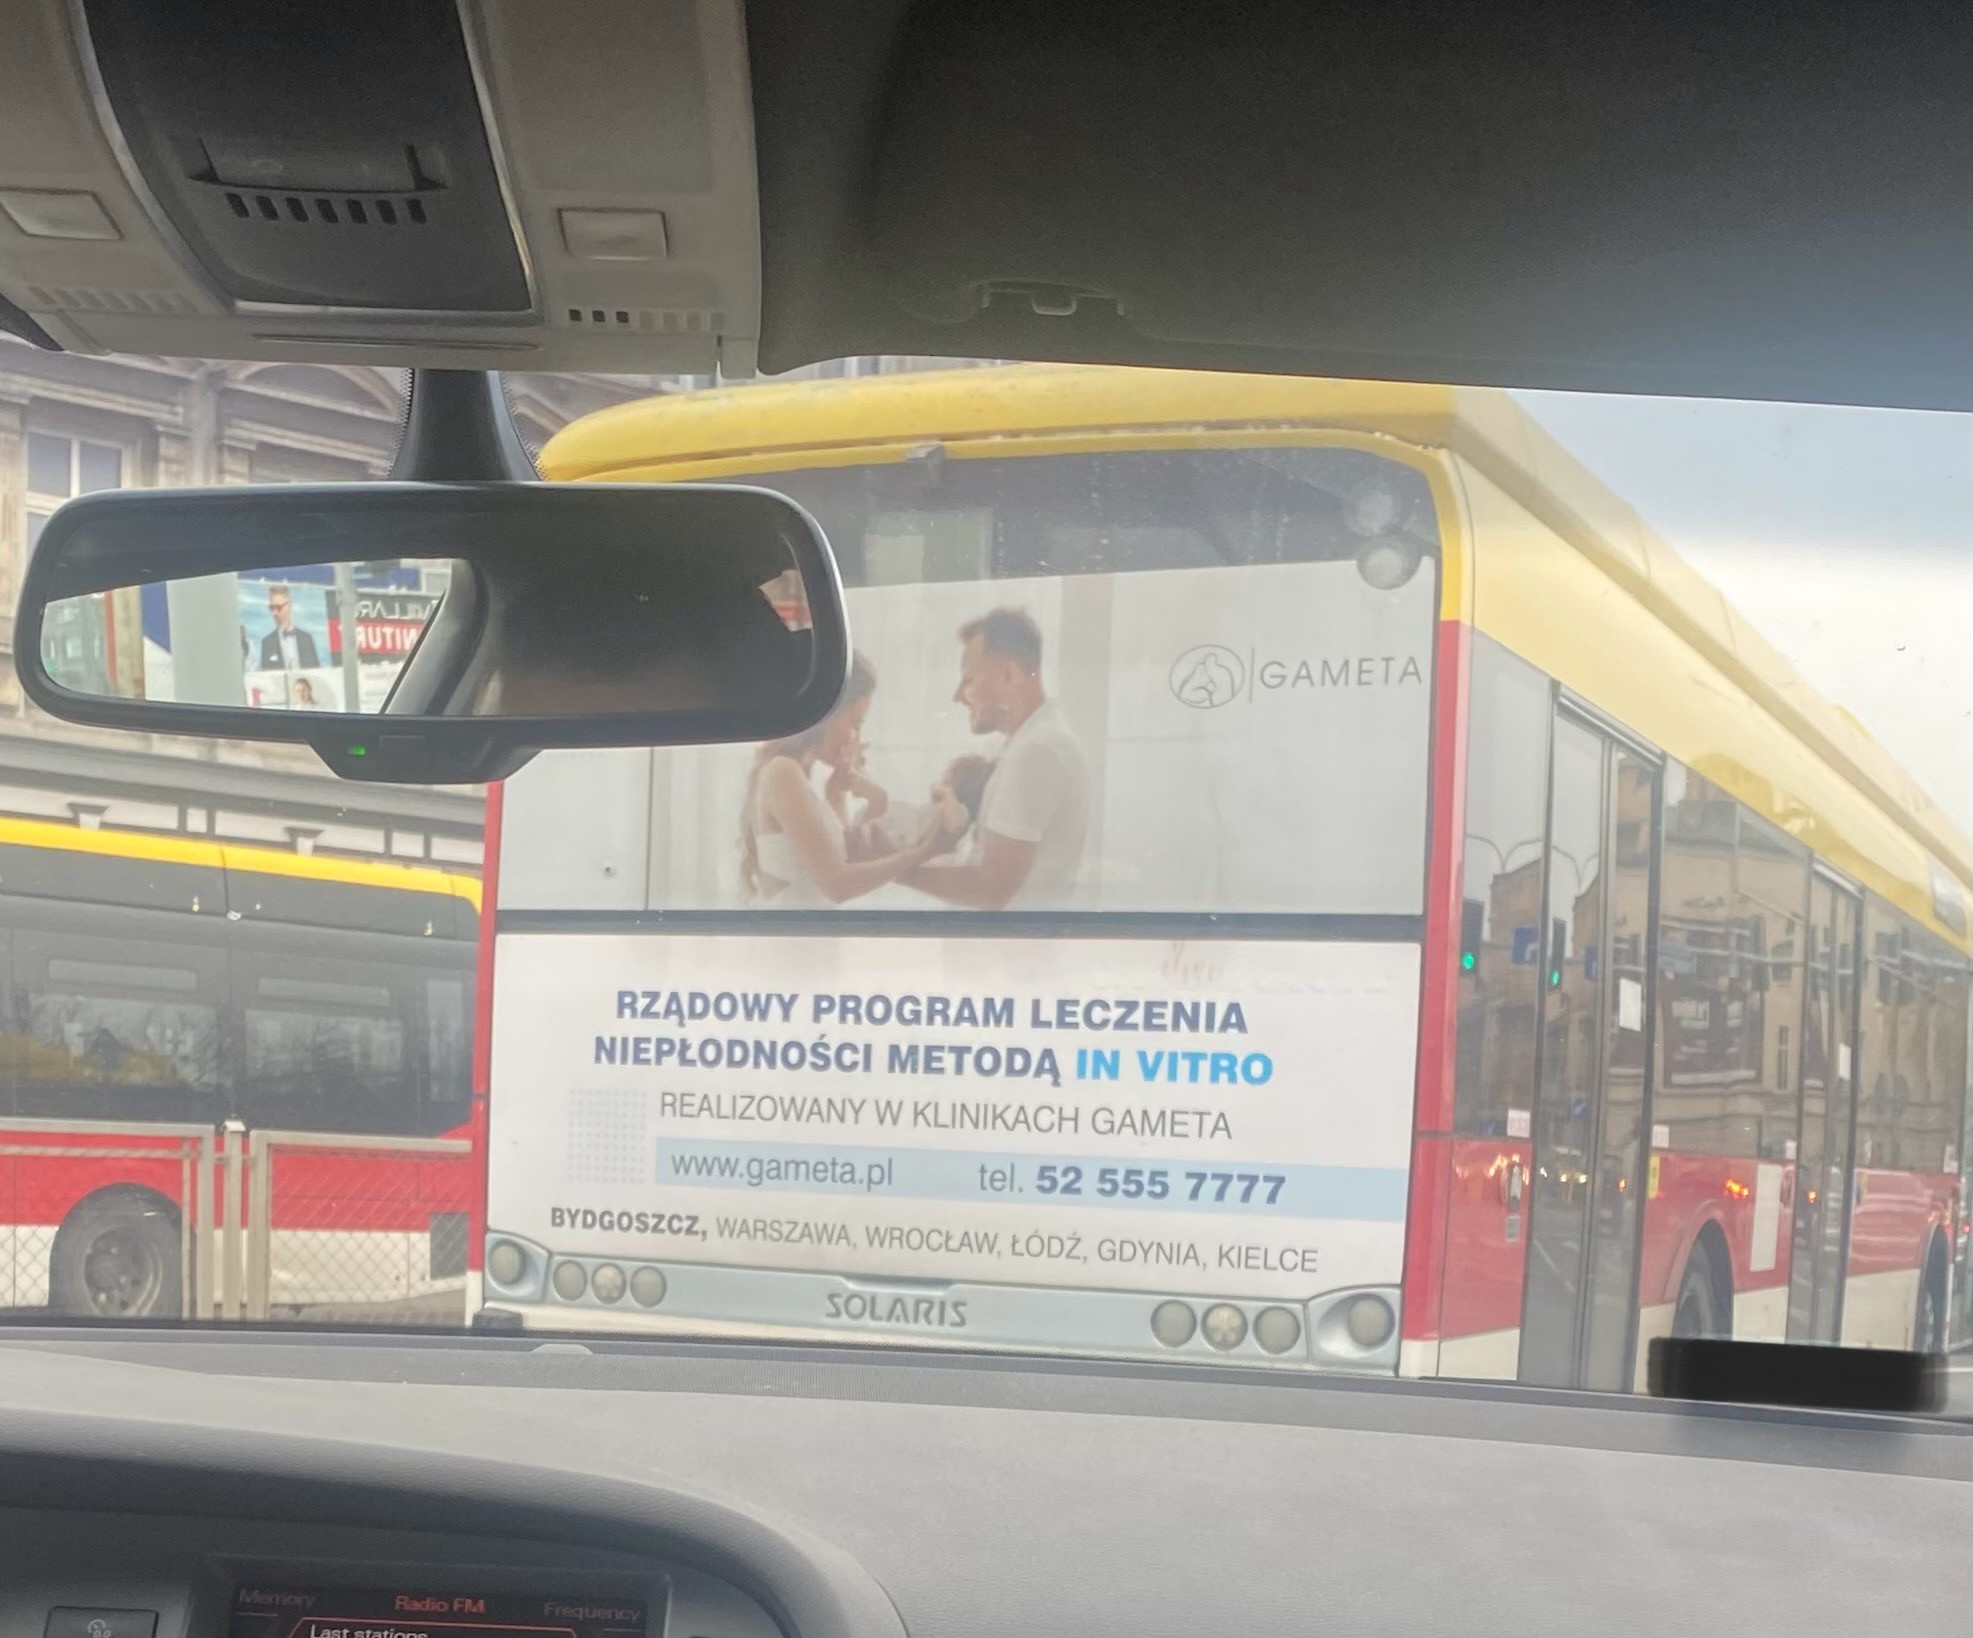 GAMETA
RZĄDOWY PROGRAM LECZENIA
NIEPŁODNOŚCI METODĄ IN VITRO
REALIZOWANY W KLINIKACH GAMETA
www.gameta.pl tel. 52 555 7777
BYDGOSZCZ, WARSZAWA, WROCŁAW, ŁÓDŹ, GDYNIA, KIELCE
SOLARIS
Memory Radio FM Frequency
Last stations